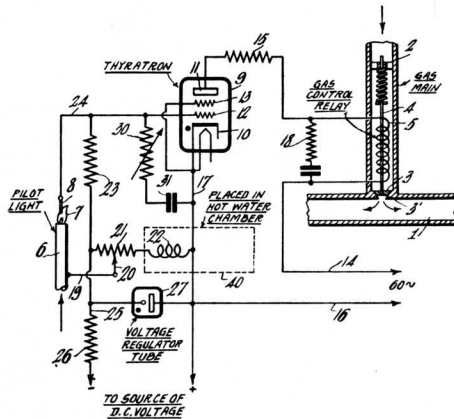 15
2
11
9
THYRATRON
GAS
MAIN
13
24
12
GAS
CONTROL
RELAY
4
10
5
30
18
8
23
31
17
PLACED IN
HOT WATER
CHAMBER
3
3'
PILOT
LIGHT
7
1
21
22
6
20
14
19
40
60~
27
25
16
VOLTAGE
REGULATOR
TUBE
26
-
+
TO SOURCE OF
D.C. VOLTAGE